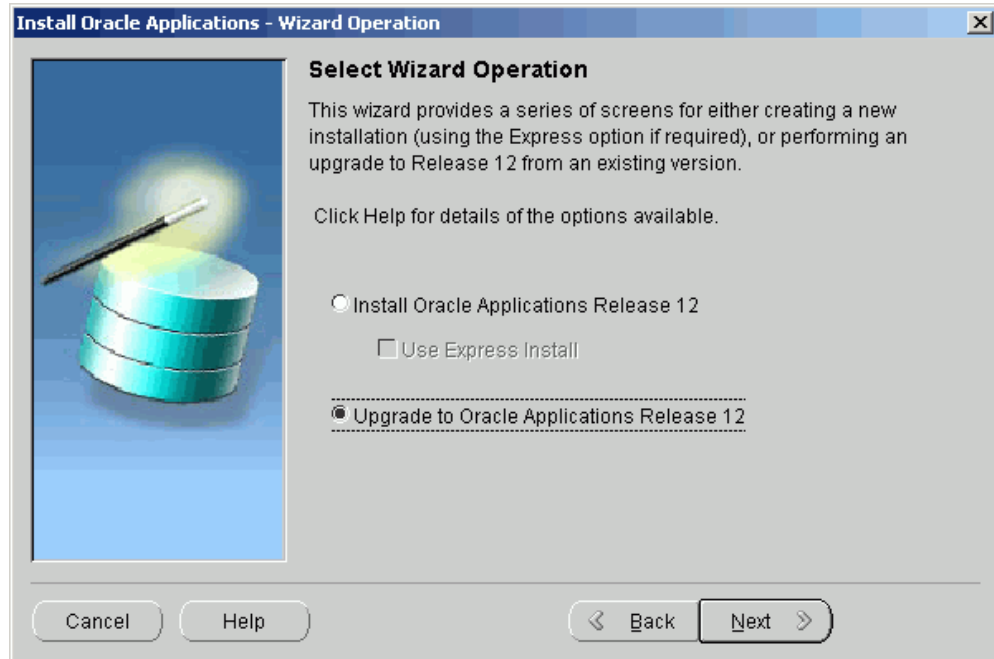 Install Oracle Applications - Wizard Operation
Select Wizard Operation
This wizard provides a series of screens for either creating a new
installation (using the Express option if required), or performing an
upgrade to Release 12 from an existing version.
Click Help for details of the options available.
Install Oracle Applications Release 12
Use Express Install
Upgrade to Oracle Applications Release 12
Cancel Help Back Next